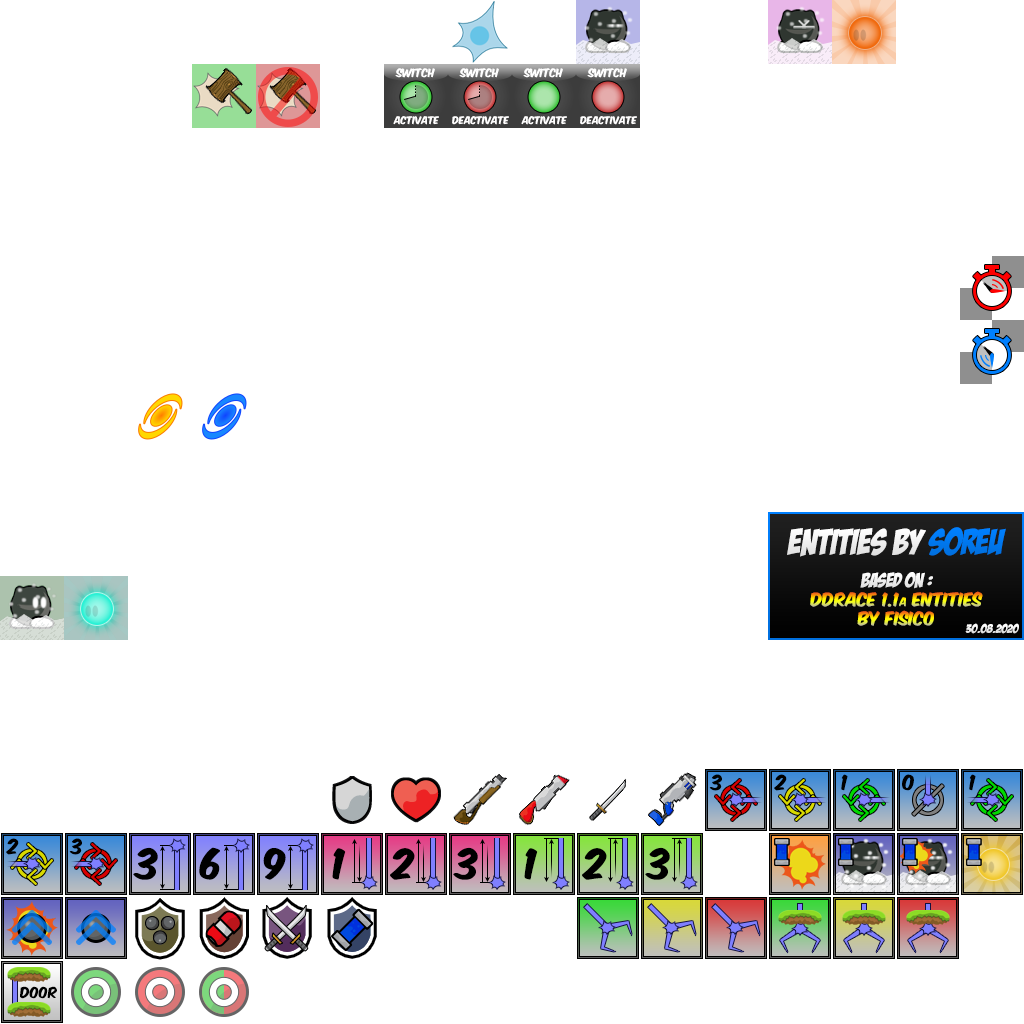 SWITCH SWITCH SWITCH SWITCH
ACTIVATE DEACTIVATE ACTIVATE DEACTIVATE
ENTITIES BY SOREU
BASED ON :
DDRACE 1.1A ENTITIES
BY FISICO
30.08.2020
3 2 1 0 1
2 3 3 6 9 1 2 3 1 2 3
DOOR